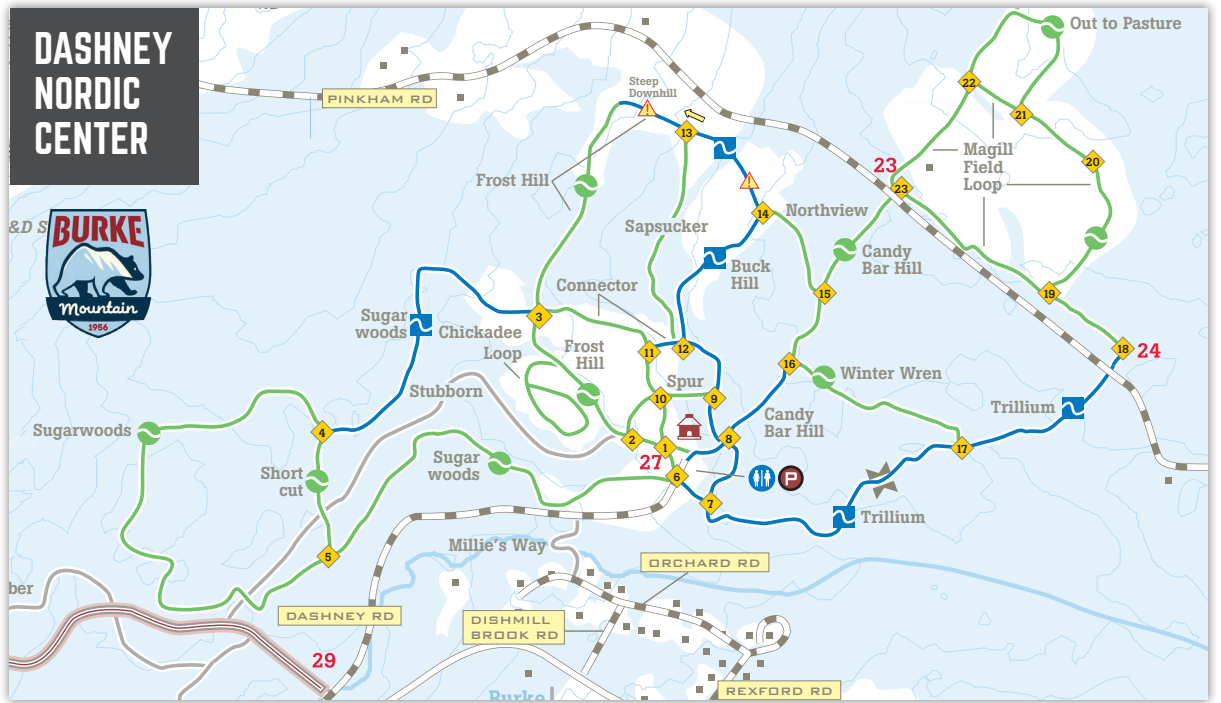 DASHNEY
NORDIC
CENTER
PINKHAM RD
Steep
Downhill
Out to Pasture
22
21
13
Magill
Field
Loop
20
23
23
Frost Hill
14
Northview
Sapsucker
&D S
BURKE
Mountain
1956
Buck
Hill
Candy
Bar Hill
Connector
15
19
3
Sugar
woods
Chickadee
Loop
Frost
Hill
11
12
18
24
16
Winter Wren
Spur
Stubborn
10
9
Trillium
Candy
Bar Hill
Sugarwoods
4
2
1
8
17
27
Sugar
woods
6
P
Short
cut
7
Trillium
Millie's Way
5
ORCHARD RD
ber
DASHNEY RD
DISHMILL
BROOK RD
29
REXFORD RD
Burke